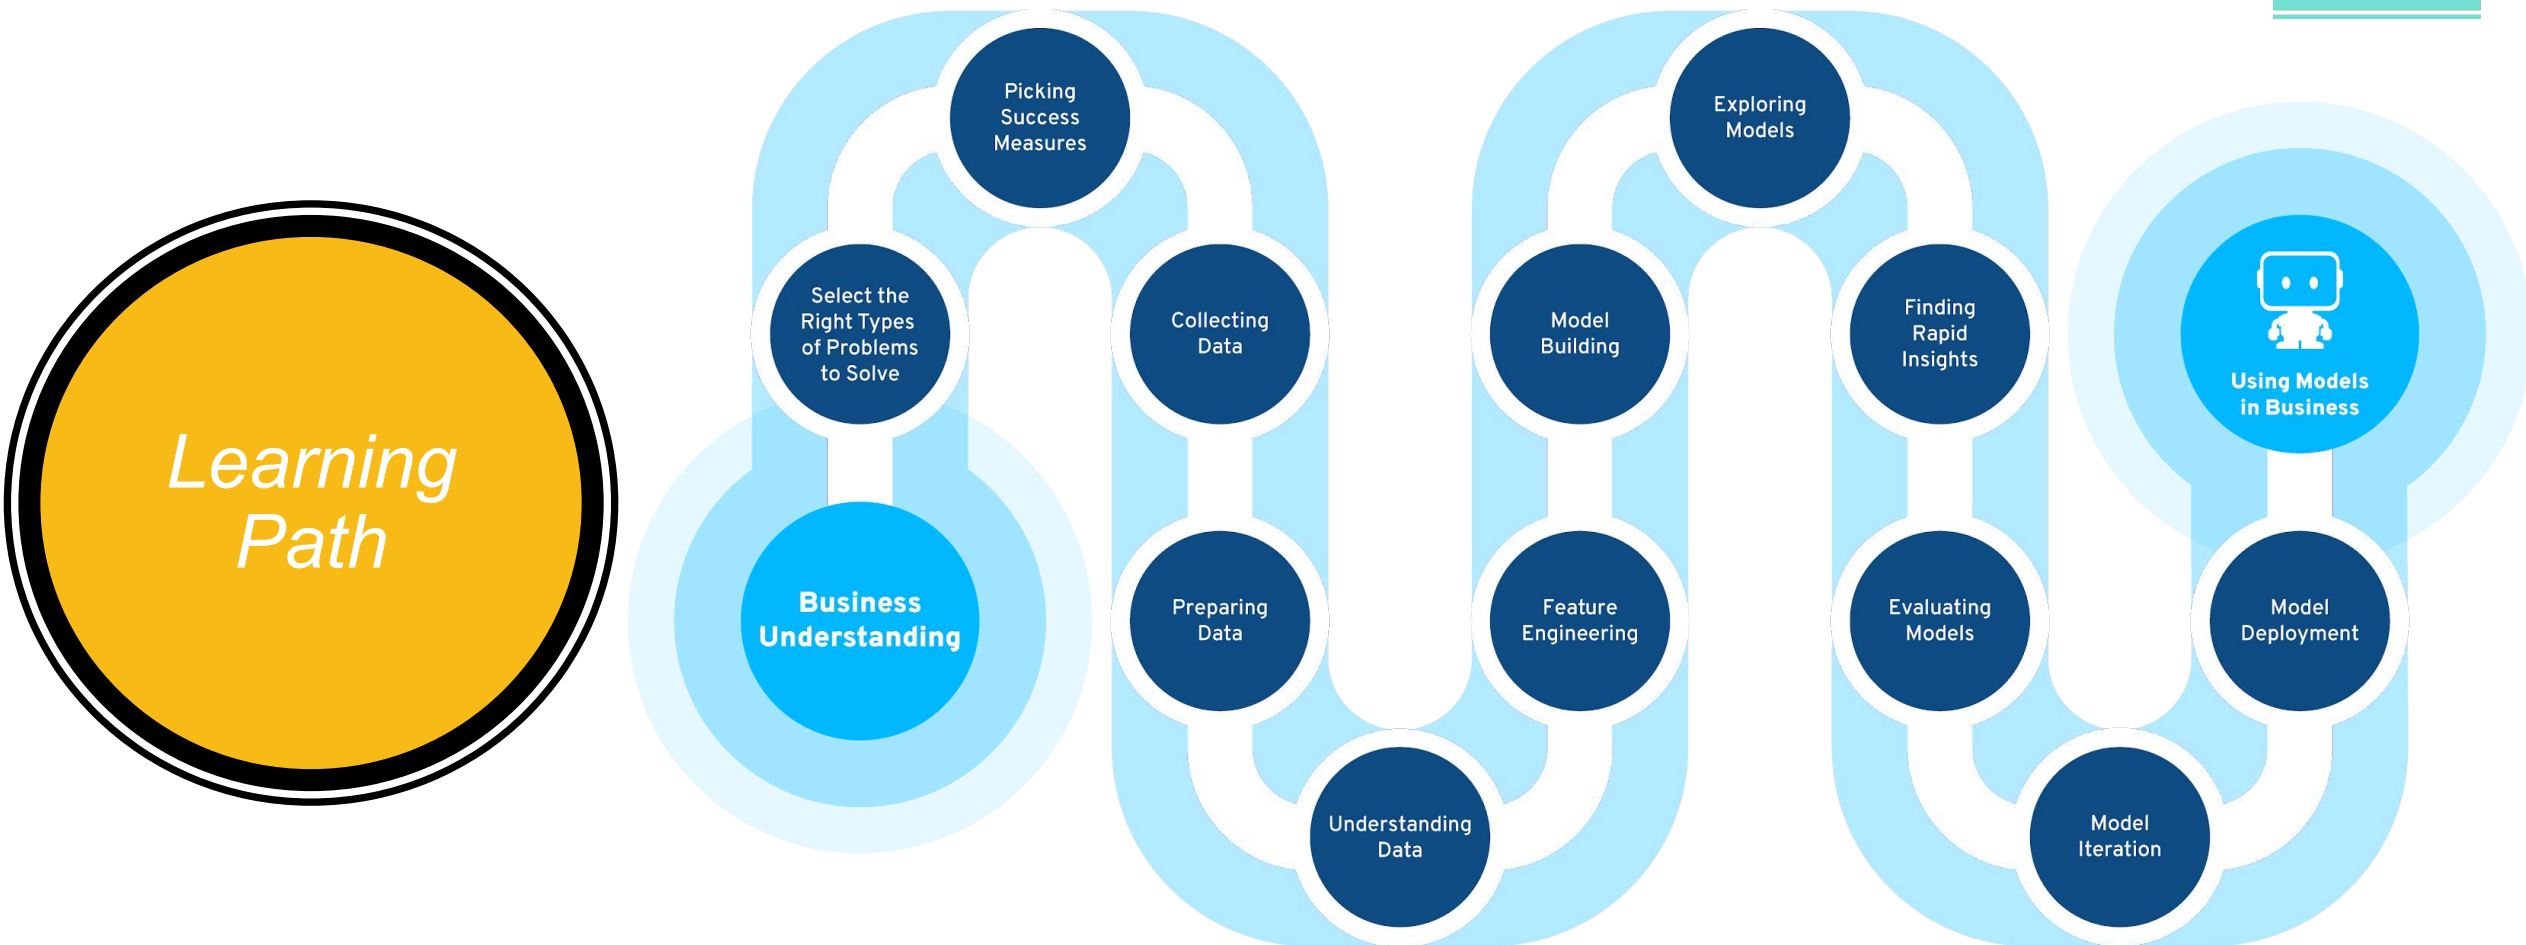 Learning
Path
Business
Understanding
Select the
Right Types
of Problems
to Solve
Picking
Success
Measures
Collecting
Data
Preparing
Data
Understanding
Data
Feature
Engineering
Model
Building
Exploring
Models
Finding
Rapid
Insights
Evaluating
Models
Model
Iteration
Model
Deployment
Using Models
in Business